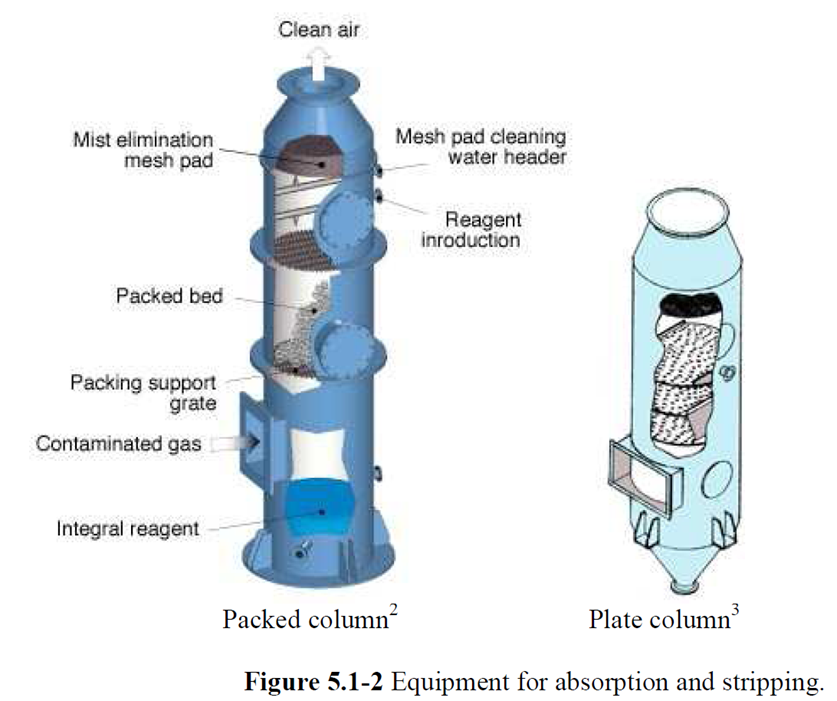 Clean air
Mist elimination
mesh pad
Mesh pad cleaning
water header
Reagent
inroduction
Packed bed
Packing support
grate
Contaminated gas
Integral reagent
Packed column2
Plate column3
Figure 5.1-2 Equipment for absorption and stripping.